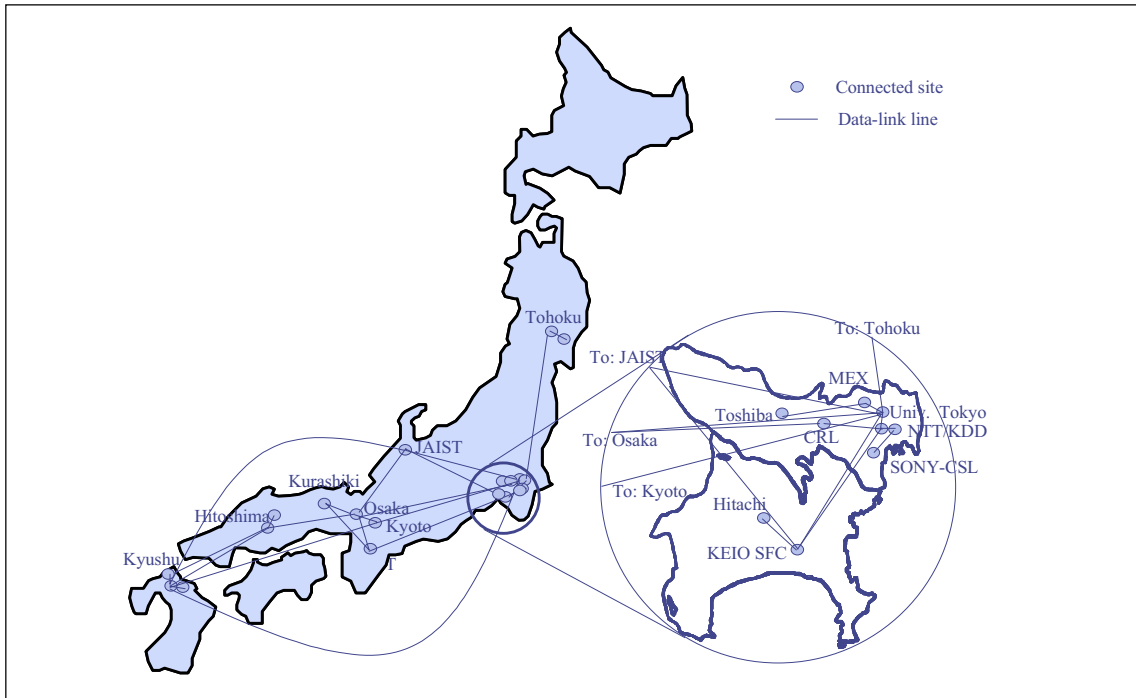 Connected site
Data-link line
Tohoku
To: Tohoku
To: JAIST
MEX
Toshiba
Univ. Tokyo
CRL
NTT/KDD
To: Osaka
SONY-CSL
JAIST
Kurashiki
To: Kyoto
Hitachi
Osaka
Hitoshima
Kyoto
KEIO SFC
Kyushu
T